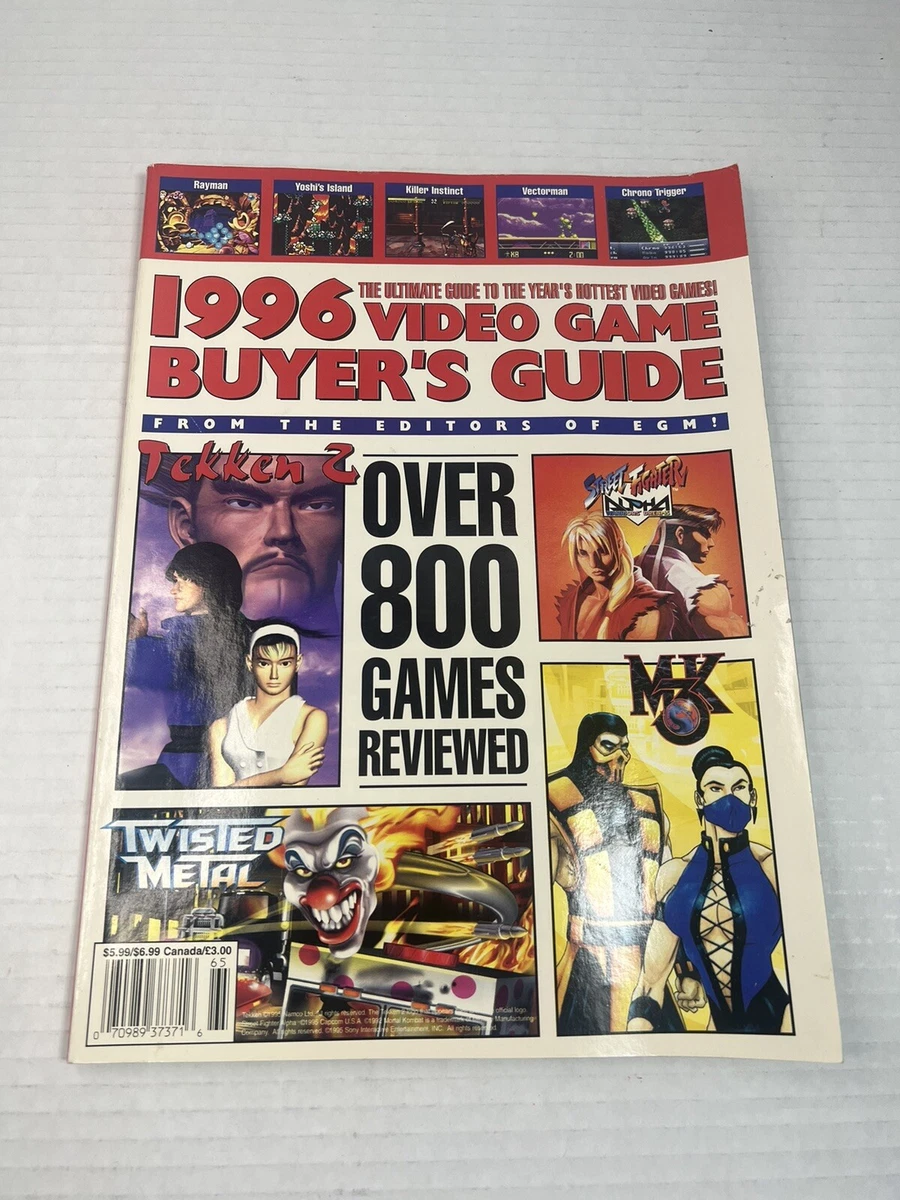 Rayman
Yoshi's Island
Killer Instinct
Vectorman
Chrono Trigger
THE ULTIMATE GUIDE TO THE YEAR'S HOTTEST VIDEO GAMES!
1996 VIDEO GAME
BUYER'S GUIDE
FROM THE EDITORS OF EGM!
Tekken 2
OVER
800
GAMES
REVIEWED
STREET FIGHTER
ALPHA
MK3
TWISTED
METAL
$5.99/$6.99 Canada/£3.00
65
0 70989 37371 6